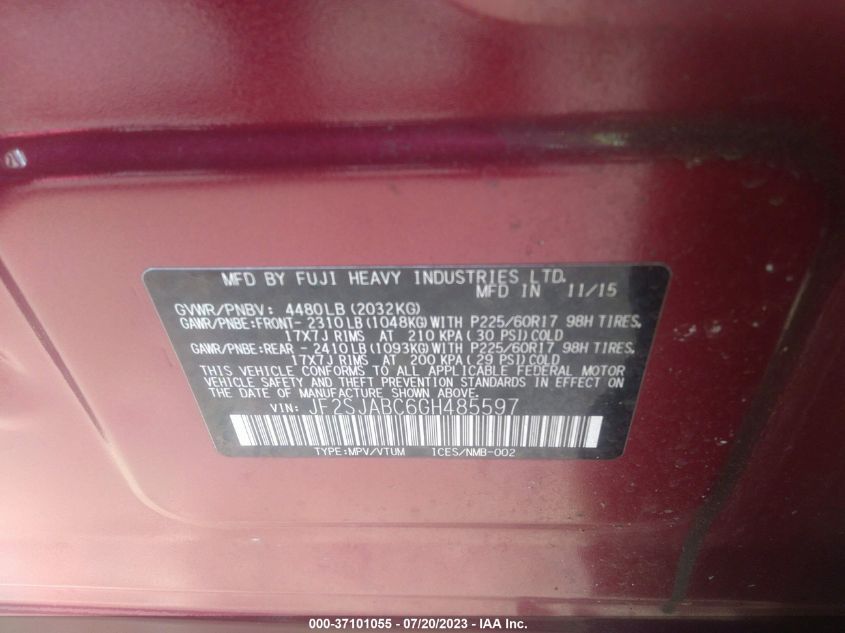 MFD BY FUJI HEAVY INDUSTRIES LTD.
MFD IN 11/15
GVWR/PNBV: 4480LB (2032KG)
GAWR/PNBE:FRONT- 2310LB (1048KG) WITH P225/60R17 98H TIRES,
17X7J RIMS AT 210 KPA (30 PSI) COLD
GAWR/PNBE:REAR - 2410LB (1093KG) WITH P225/60R17 98H TIRES,
17X7J RIMS AT 200 KPA (29 PSI) COLD
THIS VEHICLE CONFORMS TO ALL APPLICABLE FEDERAL MOTOR
VEHICLE SAFETY AND THEFT PREVENTION STANDARDS IN EFFECT ON
THE DATE OF MANUFACTURE SHOWN ABOVE.
VIN: JF2SJABC6GH485597
TYPE:MPV/VTUM ICES/NMB-002
000-37101055 - 07/20/2023 - IAA Inc.